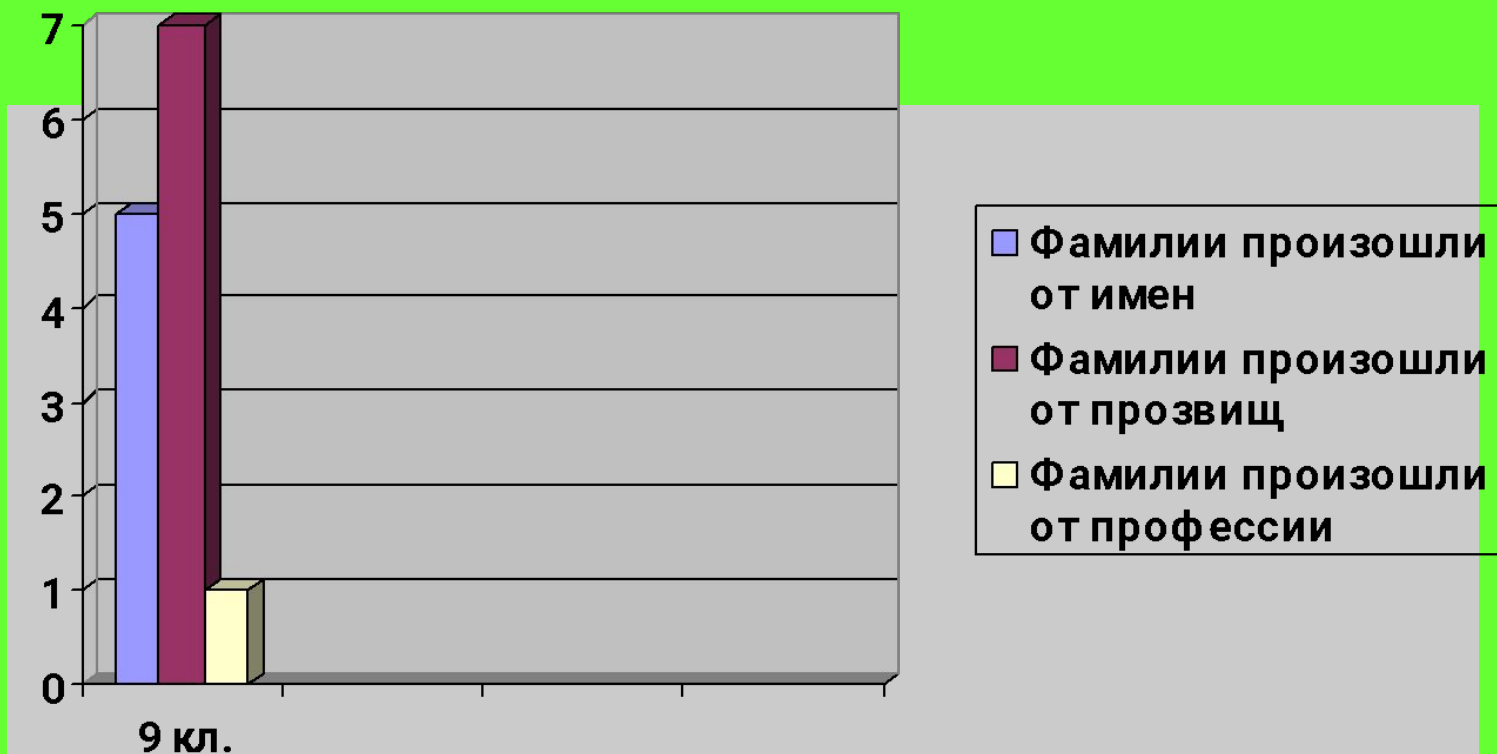 7
6
5
4
3
2
1
0
9 кл.
Фамилии произошли
от имен
Фамилии произошли
от прозвищ
Фамилии произошли
от профессии